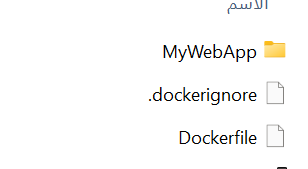 الاسم
MyWebApp
.dockerignore
Dockerfile